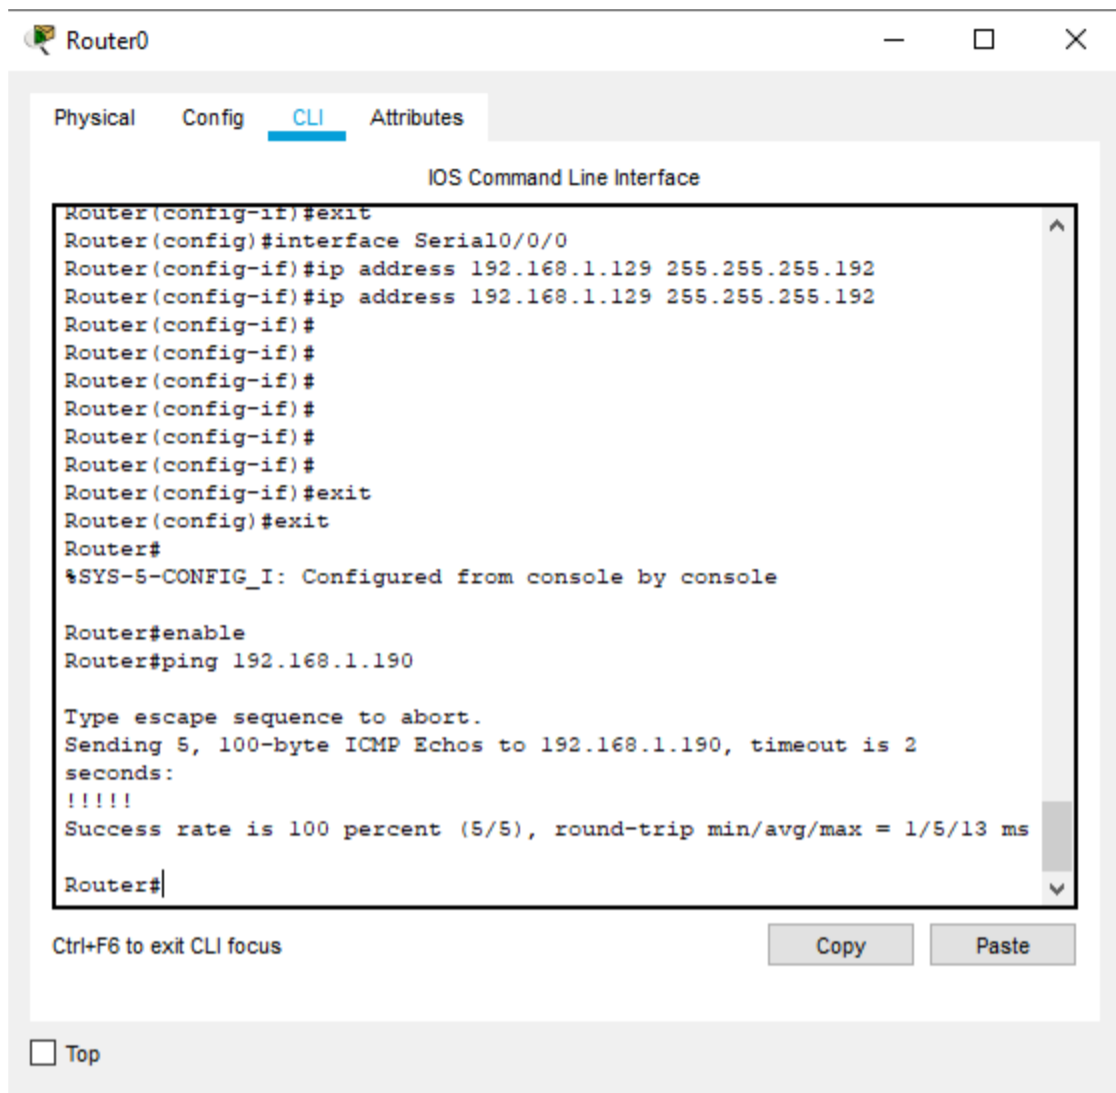 Router0
Physical Config CLI Attributes
IOS Command Line Interface
Router(config-if)#exit
Router(config)#interface Serial0/0/0
Router(config-if)#ip address 192.168.1.129 255.255.255.192
Router(config-if)#ip address 192.168.1.129 255.255.255.192
Router(config-if)#
Router(config-if)#
Router(config-if)#
Router(config-if)#
Router(config-if)#
Router(config-if)#
Router(config-if)#exit
Router(config)#exit
Router#
%SYS-5-CONFIG_I: Configured from console by console
Router#enable
Router#ping 192.168.1.190
Type escape sequence to abort.
Sending 5, 100-byte ICMP Echos to 192.168.1.190, timeout is 2
seconds:
!!!!!
Success rate is 100 percent (5/5), round-trip min/avg/max = 1/5/13 ms
Router#
Ctrl+F6 to exit CLI focus
Copy Paste
Top